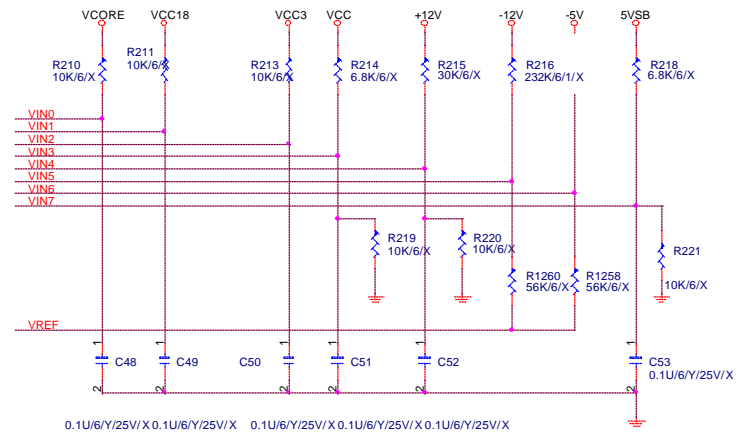 VCORE VCC18 VCC3 VCC +12V -12V -5V 5VSB
R210
10K/6/X
R211
10K/6/X
R213
10K/6/X
R214
6.8K/6/X
R215
30K/6/X
R216
232K/6/1/X
R218
6.8K/6/X
VIN0
VIN1
VIN2
VIN3
VIN4
VIN5
VIN6
VIN7
R219
10K/6/X
R220
10K/6/X
R221
10K/6/X
R1260
56K/6/X
R1258
56K/6/X
VREF
1 1 1 1 1 1
C48 C49 C50 C51 C52 C53
0.1U/6/Y/25V/X
2 2 2 2 2 2
0.1U/6/Y/25V/X 0.1U/6/Y/25V/X 0.1U/6/Y/25V/X 0.1U/6/Y/25V/X 0.1U/6/Y/25V/X